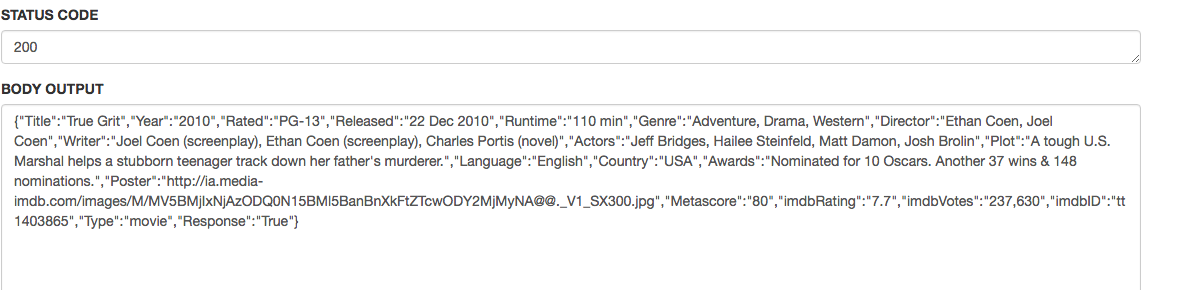 STATUS CODE
200
BODY OUTPUT
{"Title":"True Grit","Year":"2010","Rated":"PG-13","Released":"22 Dec 2010","Runtime":"110 min","Genre":"Adventure, Drama, Western","Director":"Ethan Coen, Joel
Coen","Writer":"Joel Coen (screenplay), Ethan Coen (screenplay), Charles Portis (novel)","Actors":"Jeff Bridges, Hailee Steinfeld, Matt Damon, Josh Brolin","Plot":"A tough U.S.
Marshal helps a stubborn teenager track down her father's murderer.","Language":"English","Country":"USA","Awards":"Nominated for 10 Oscars. Another 37 wins & 148
nominations.","Poster":"http://ia.media-
imdb.com/images/M/MV5BMjIxNjAzODQ0N15BMl5BanBnXkFtZTcwODY2MjMyNA@@._V1_SX300.jpg","Metascore":"80","imdbRating":"7.7","imdbVotes":"237,630","imdbID":"tt
1403865","Type":"movie","Response":"True"}